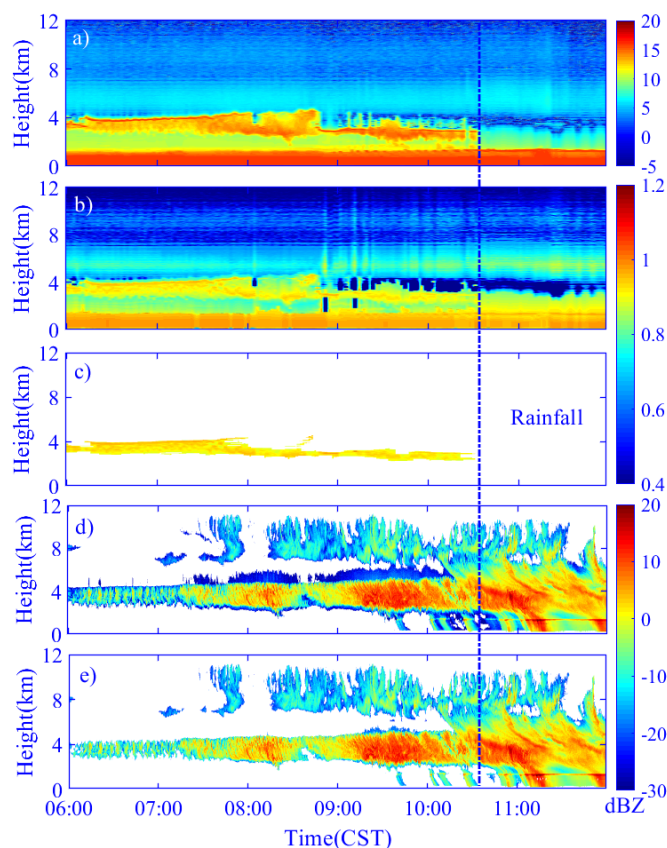 a)
Height(km)
12
8
4
0
20
15
10
5
0
-5
b)
Height(km)
12
8
4
0
1.2
1
0.8
0.6
0.4
c)
Height(km)
12
8
4
0
Rainfall
d)
Height(km)
12
8
4
0
20
10
0
-10
-20
-30
e)
Height(km)
12
8
4
0
06:00 07:00 08:00 09:00 10:00 11:00 dBZ
Time(CST)